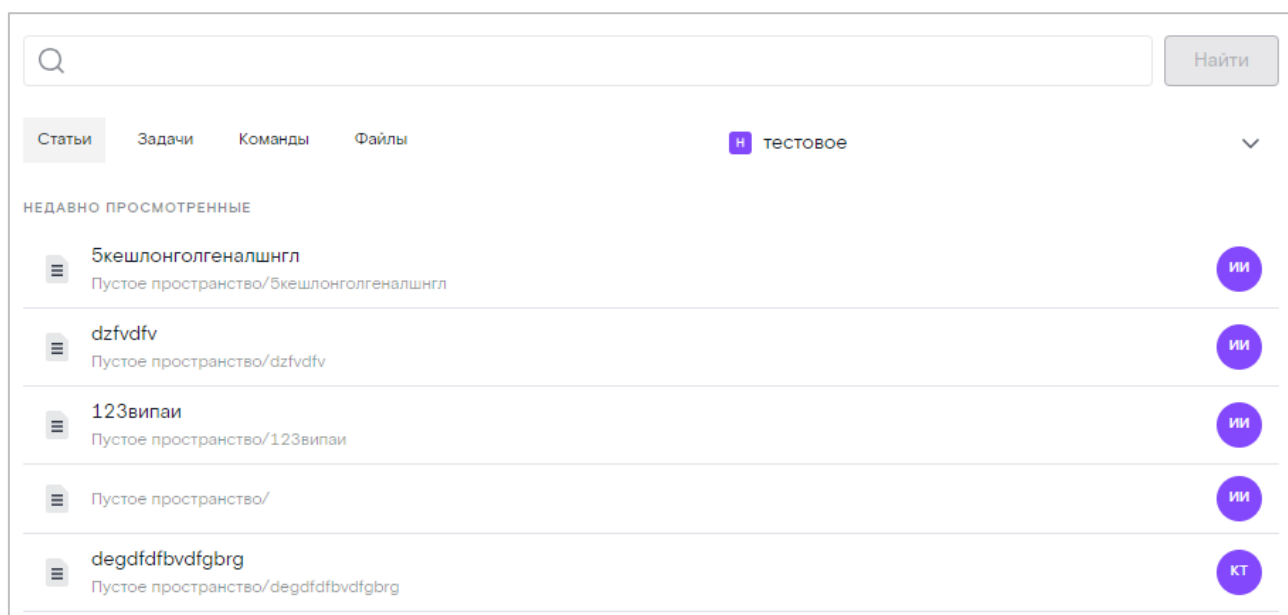 Найти
Статьи Задачи Команды Файлы Н тестовое
НЕДАВНО ПРОСМОТРЕННЫЕ
5кешлонголгеналшнгл
Пустое пространство/5кешлонголгеналшнгл
ИИ
dzfvdfv
Пустое пространство/dzfvdfv
ИИ
123випаи
Пустое пространство/123випаи
ИИ
Пустое пространство/
ИИ
degdfdfbvdfgbrg
Пустое пространство/degdfdfbvdfgbrg
КТ